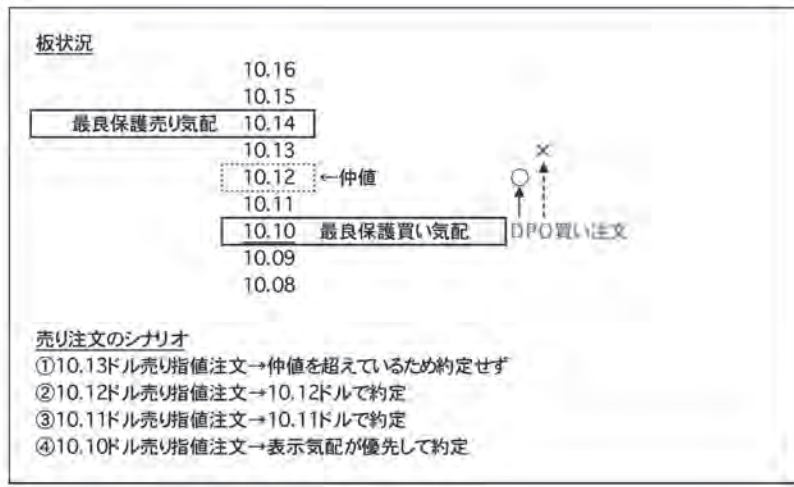 板状況
10.16
10.15
最良保護売り気配 10.14
10.13
10.12 ←仲値
10.11
10.10 最良保護買い気配 DPO買い注文
10.09
10.08
売り注文のシナリオ
①10.13ドル売り指値注文→仲値を超えているため約定せず
②10.12ドル売り指値注文→10.12ドルで約定
③10.11ドル売り指値注文→10.11ドルで約定
④10.10ドル売り指値注文→表示気配が優先して約定